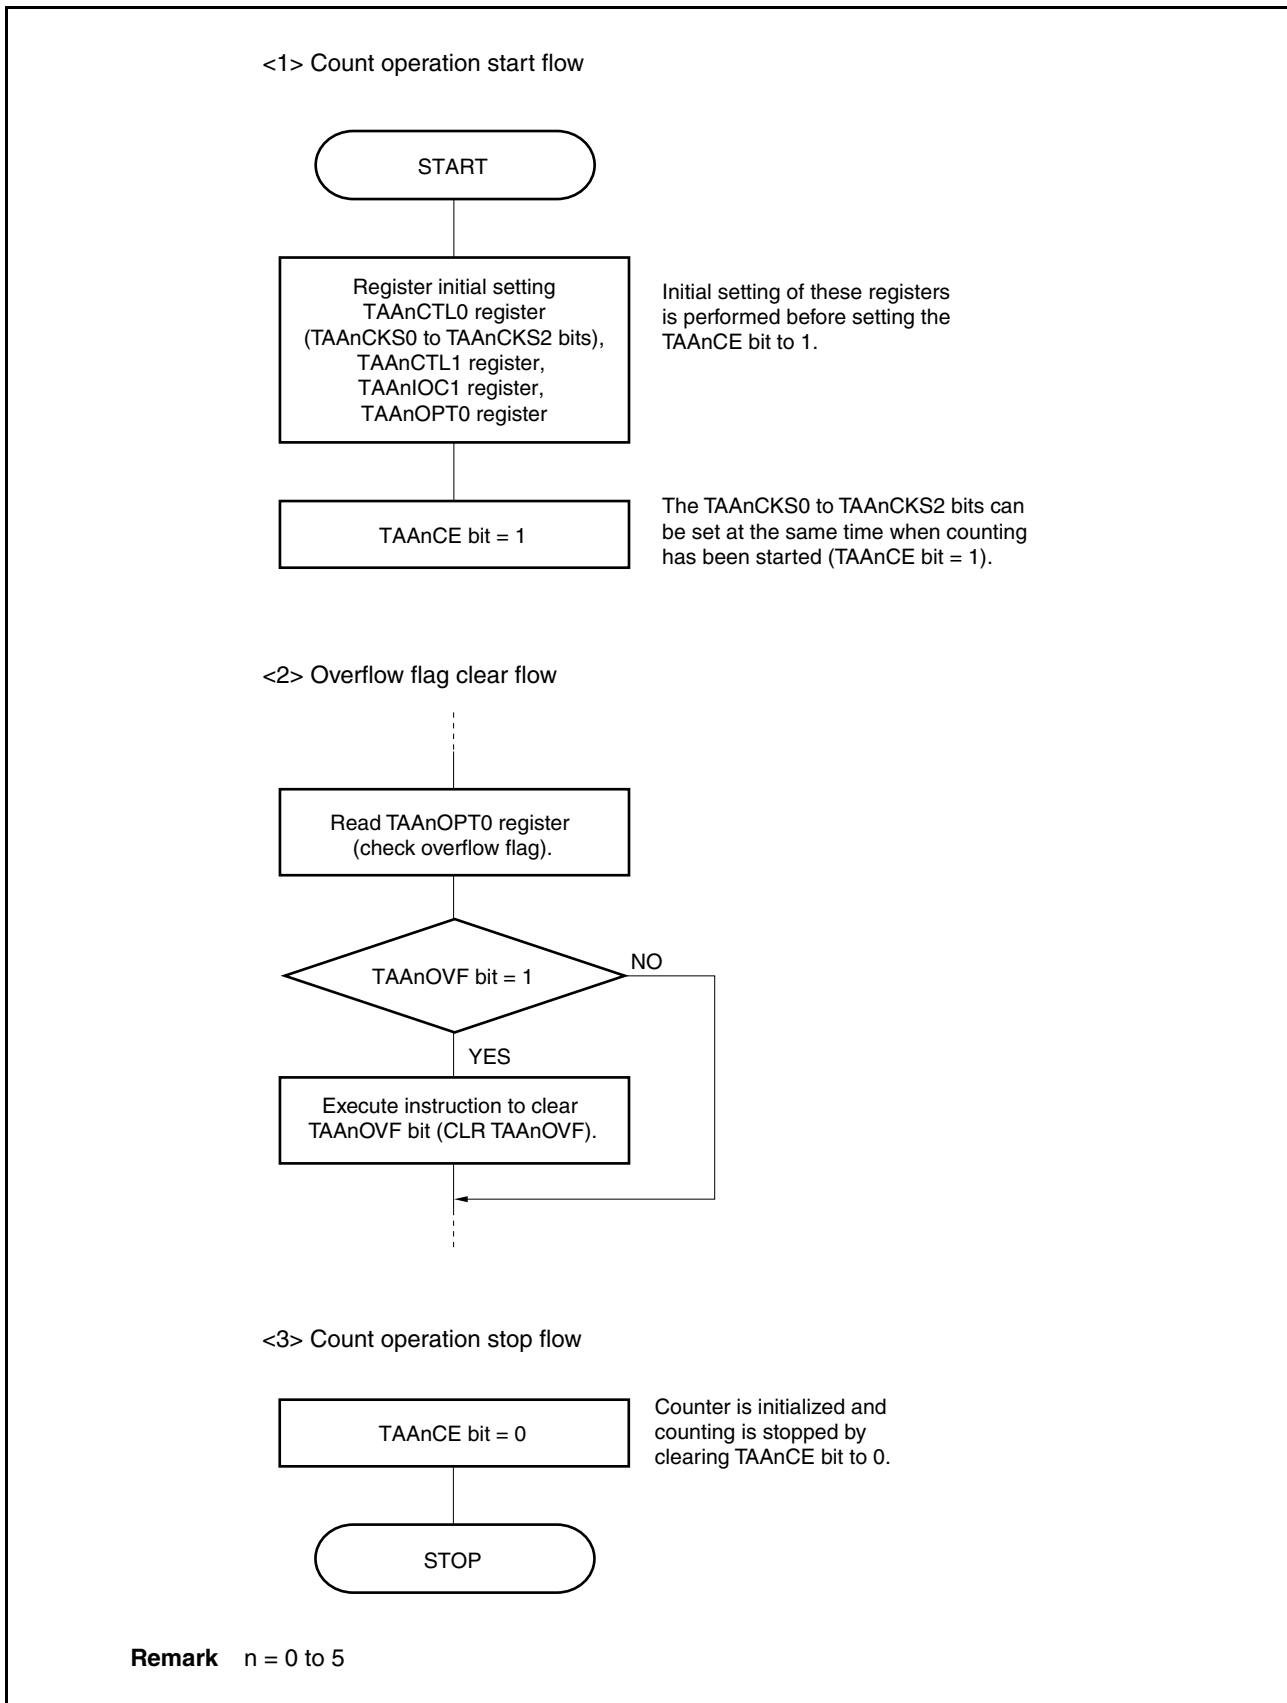 <1> Count operation start flow
START
Register initial setting
TAAnCTL0 register
(TAAnCKS0 to TAAnCKS2 bits),
TAAnCTL1 register,
TAAnIOC1 register,
TAAnOPT0 register
Initial setting of these registers
is performed before setting the
TAAnCE bit to 1.
TAAnCE bit = 1
The TAAnCKS0 to TAAnCKS2 bits can
be set at the same time when counting
has been started (TAAnCE bit = 1).
<2> Overflow flag clear flow
Read TAAnOPT0 register
(check overflow flag).
TAAnOVF bit = 1
NO
YES
Execute instruction to clear
TAAnOVF bit (CLR TAAnOVF).
<3> Count operation stop flow
TAAnCE bit = 0
Counter is initialized and
counting is stopped by
clearing TAAnCE bit to 0.
STOP
Remark n = 0 to 5